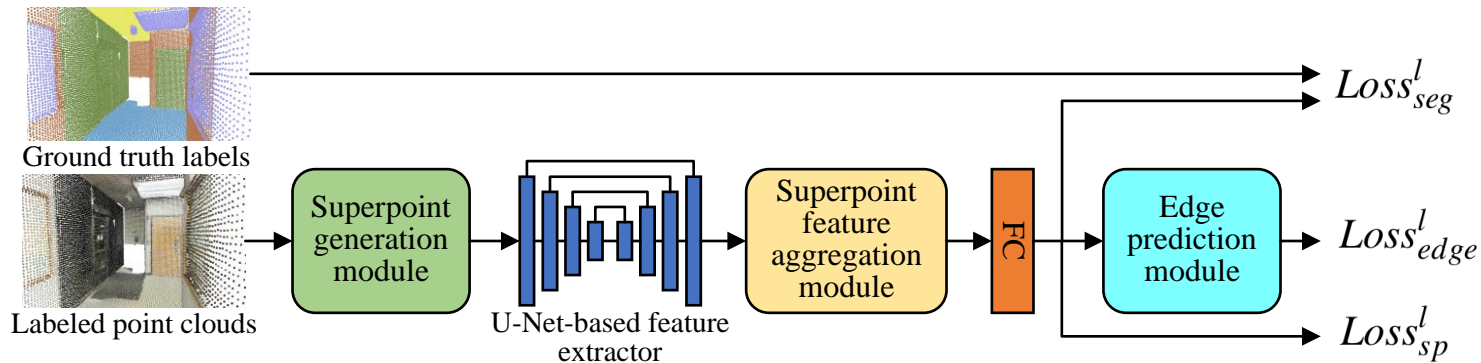 Ground truth labels
Labeled point clouds
Superpoint
generation
module
U-Net-based feature
extractor
Superpoint
feature
aggregation
module
FC
Edge
prediction
module
Loss^l_seg
Loss^l_edge
Loss^l_sp